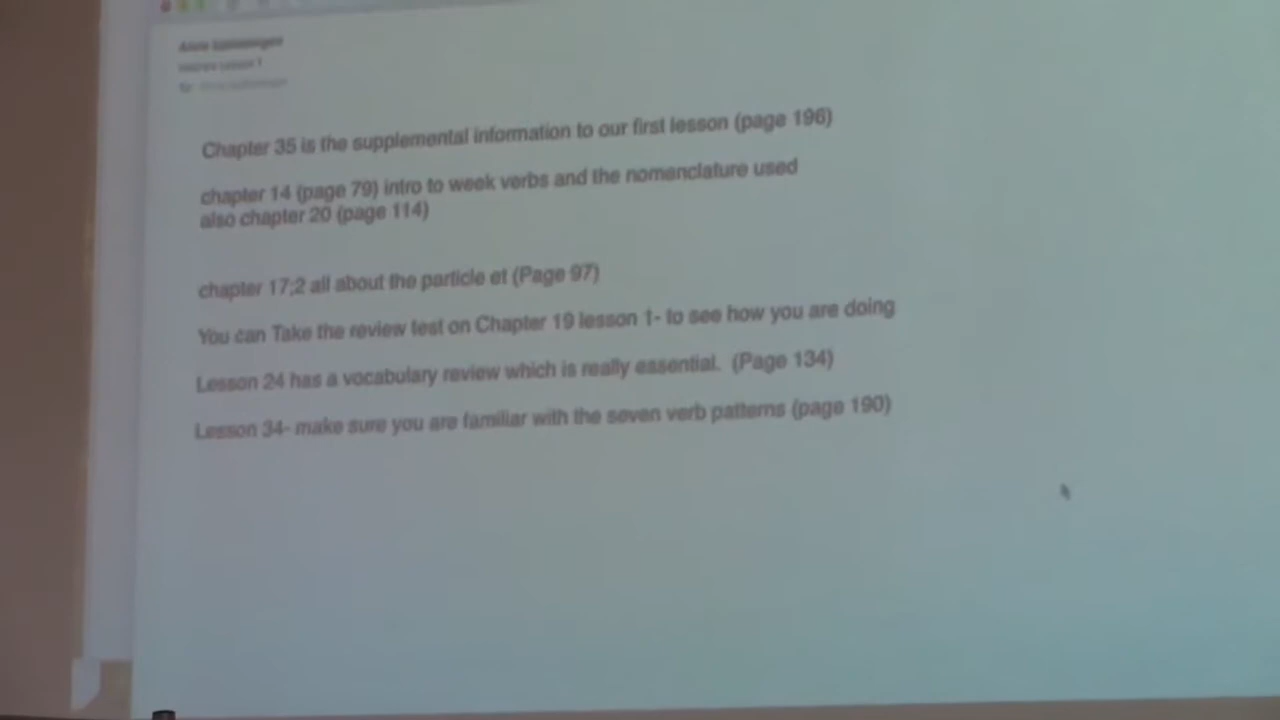 Lesson 1
Chapter 35 is the supplemental information to our first lesson (page 196)
chapter 14 (page 79) intro to week verbs and the nomenclature used
also chapter 20 (page 114)
chapter 17;2 all about the particle et (Page 97)
You can Take the review test on Chapter 19 lesson 1- to see how you are doing
Lesson 24 has a vocabulary review which is really essential. (Page 134)
Lesson 34- make sure you are familiar with the seven verb patterns (page 190)